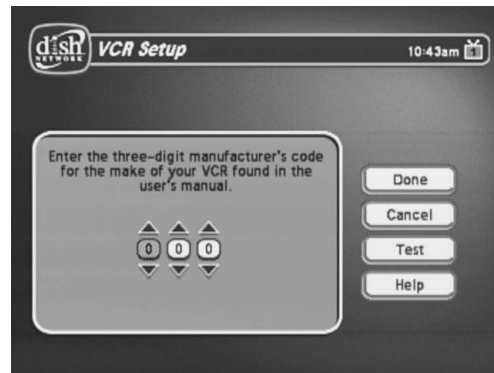 dish
NETWORK
VCR Setup
10:43am
1
Enter the three-digit manufacturer's code
for the make of your VCR found in the
user's manual.
0 0 0
Done
Cancel
Test
Help